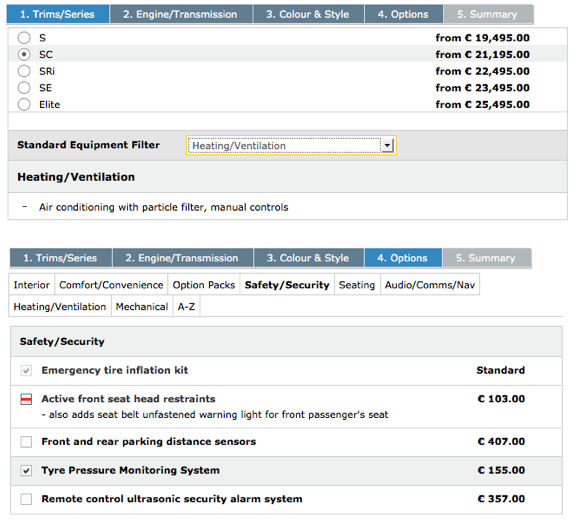 1. Trims/Series 2. Engine/Transmission 3. Colour & Style 4. Options 5. Summary
S from € 19,495.00
SC from € 21,195.00
SRi from € 22,495.00
SE from € 23,495.00
Elite from € 25,495.00
Standard Equipment Filter Heating/Ventilation
Heating/Ventilation
– Air conditioning with particle filter, manual controls
1. Trims/Series 2. Engine/Transmission 3. Colour & Style 4. Options 5. Summary
Interior Comfort/Convenience Option Packs Safety/Security Seating Audio/Comms/Nav
Heating/Ventilation Mechanical A-Z
Safety/Security
Emergency tire inflation kit Standard
Active front seat head restraints € 103.00
- also adds seat belt unfastened warning light for front passenger's seat
Front and rear parking distance sensors € 407.00
Tyre Pressure Monitoring System € 155.00
Remote control ultrasonic security alarm system € 357.00